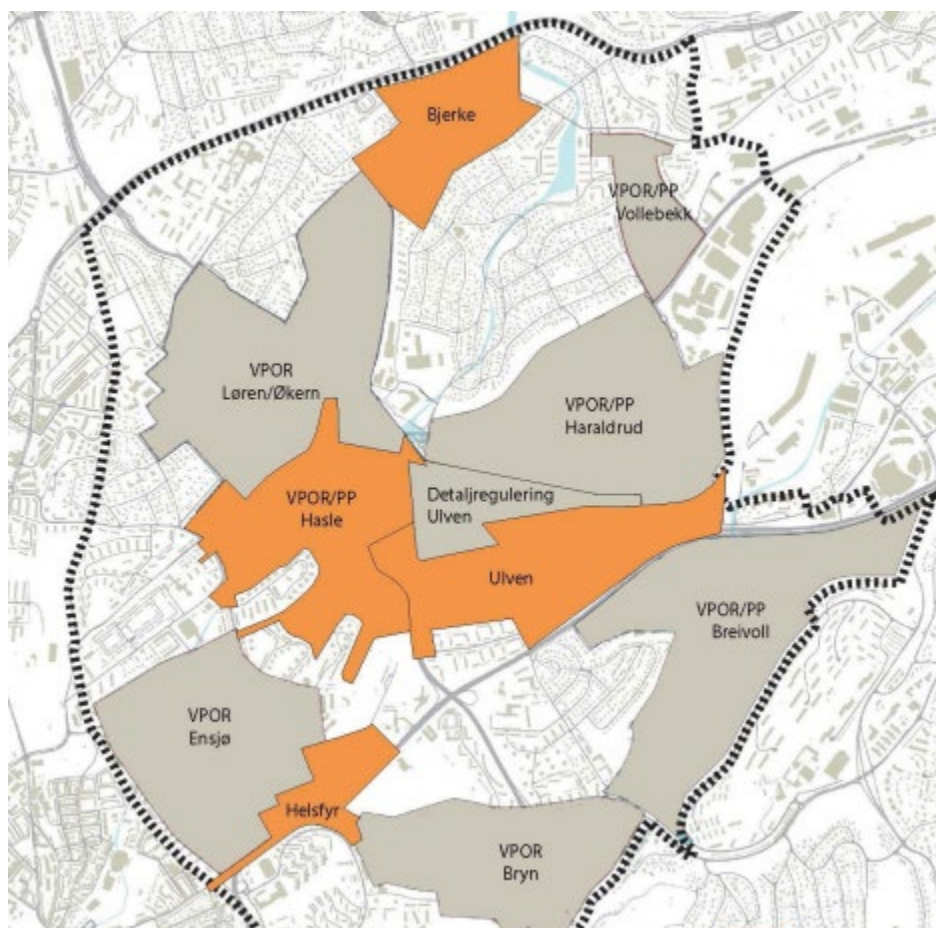 Bjerke
VPOR/PP
Vollebekk
VPOR
Løren/Økern
VPOR/PP
Haraldrud
VPOR/PP
Hasle
Detaljregulering
Ulven
Ulven
VPOR/PP
Breivoll
VPOR
Ensjø
Helsfyr
VPOR
Bryn